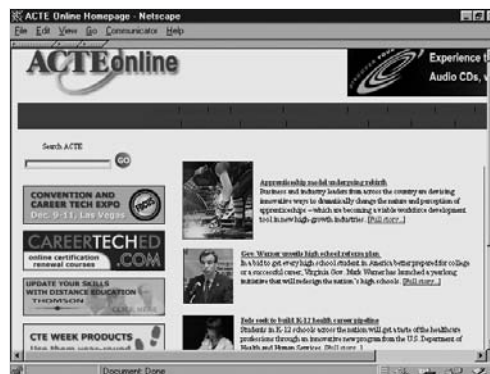 ACTE Online Homepage - Netscape
File Edit View Go Communicator Help
ACTEonline
Experience t
Audio CDs, v
Search ACTE
GO
CONVENTION AND
CAREER TECH EXPO
Dec. 9-11, Las Vegas
FOCUS
CAREERTECHED
.COM
online certification
renewal courses
UPDATE YOUR SKILLS
WITH DISTANCE EDUCATION
THOMSON
CLICK HERE
CTE WEEK PRODUCTS
Use them year-round
Apprenticeship model undergoing rebirth
Business and industry leaders from across the country are devising
innovative ways to dramatically change the nature and perception of
apprenticeships – which are becoming a viable workforce development
tool in new high-growth industries. [Full story...]
Gov. Warner unveils high school reform plan
In a bid to get every high school student in America better prepared for college
or a successful career, Virginia Gov. Mark Warner has launched a yearlong
initiative that will redesign the nation's high schools. [Full story...]
Feds seek to build K-12 health career pipeline
Students in K-12 schools across the nation will get a taste of the healthcare
professions through an innovative new program from the U.S. Department of
Health and Human Services. [Full story...]
Document: Done